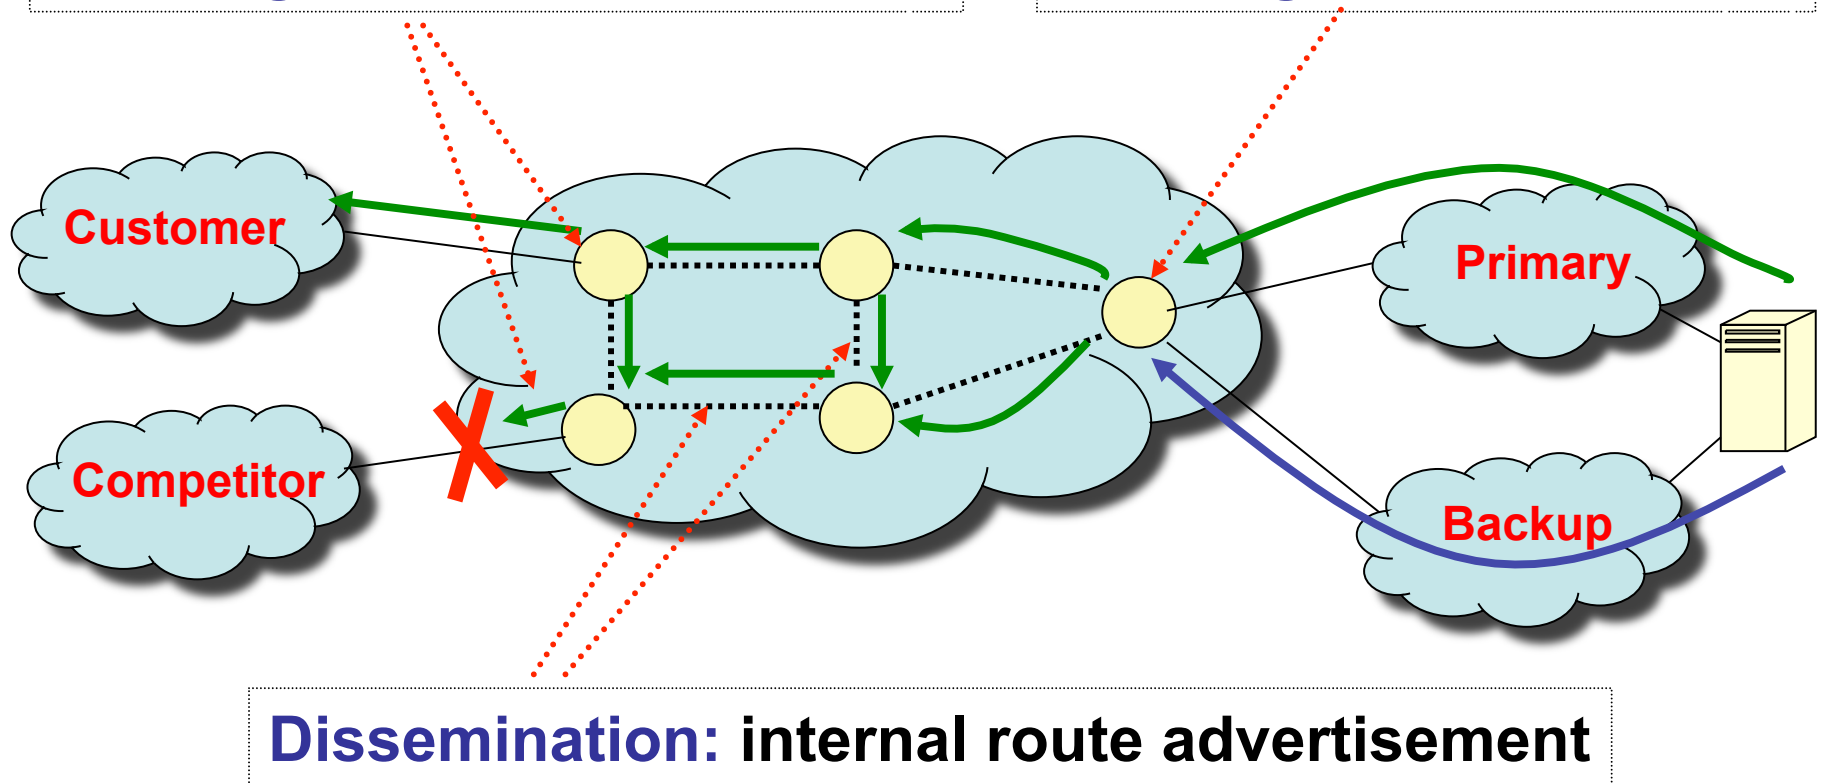 Customer
Primary
Competitor
Backup
Dissemination: internal route advertisement